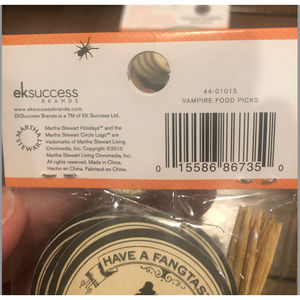 eksuccess
BRANDS
www.eksuccessbrands.com
EKSuccess Brands is a TM of EK Success Ltd.
44-01015
VAMPIRE FOOD PICKS
MARTHA STEWART
Martha Stewart Holidays™ and the
Martha Stewart Circle Logo™ are
trademarks of Martha Stewart Living
Omnimedia, Inc. Copyright ©2010
Martha Stewart Living Omnimedia, Inc.
All rights reserved. Made in China.
Hecho en China. Fabriqué en Chine.
0 15586 86735 0
HAVE A FANGTAS